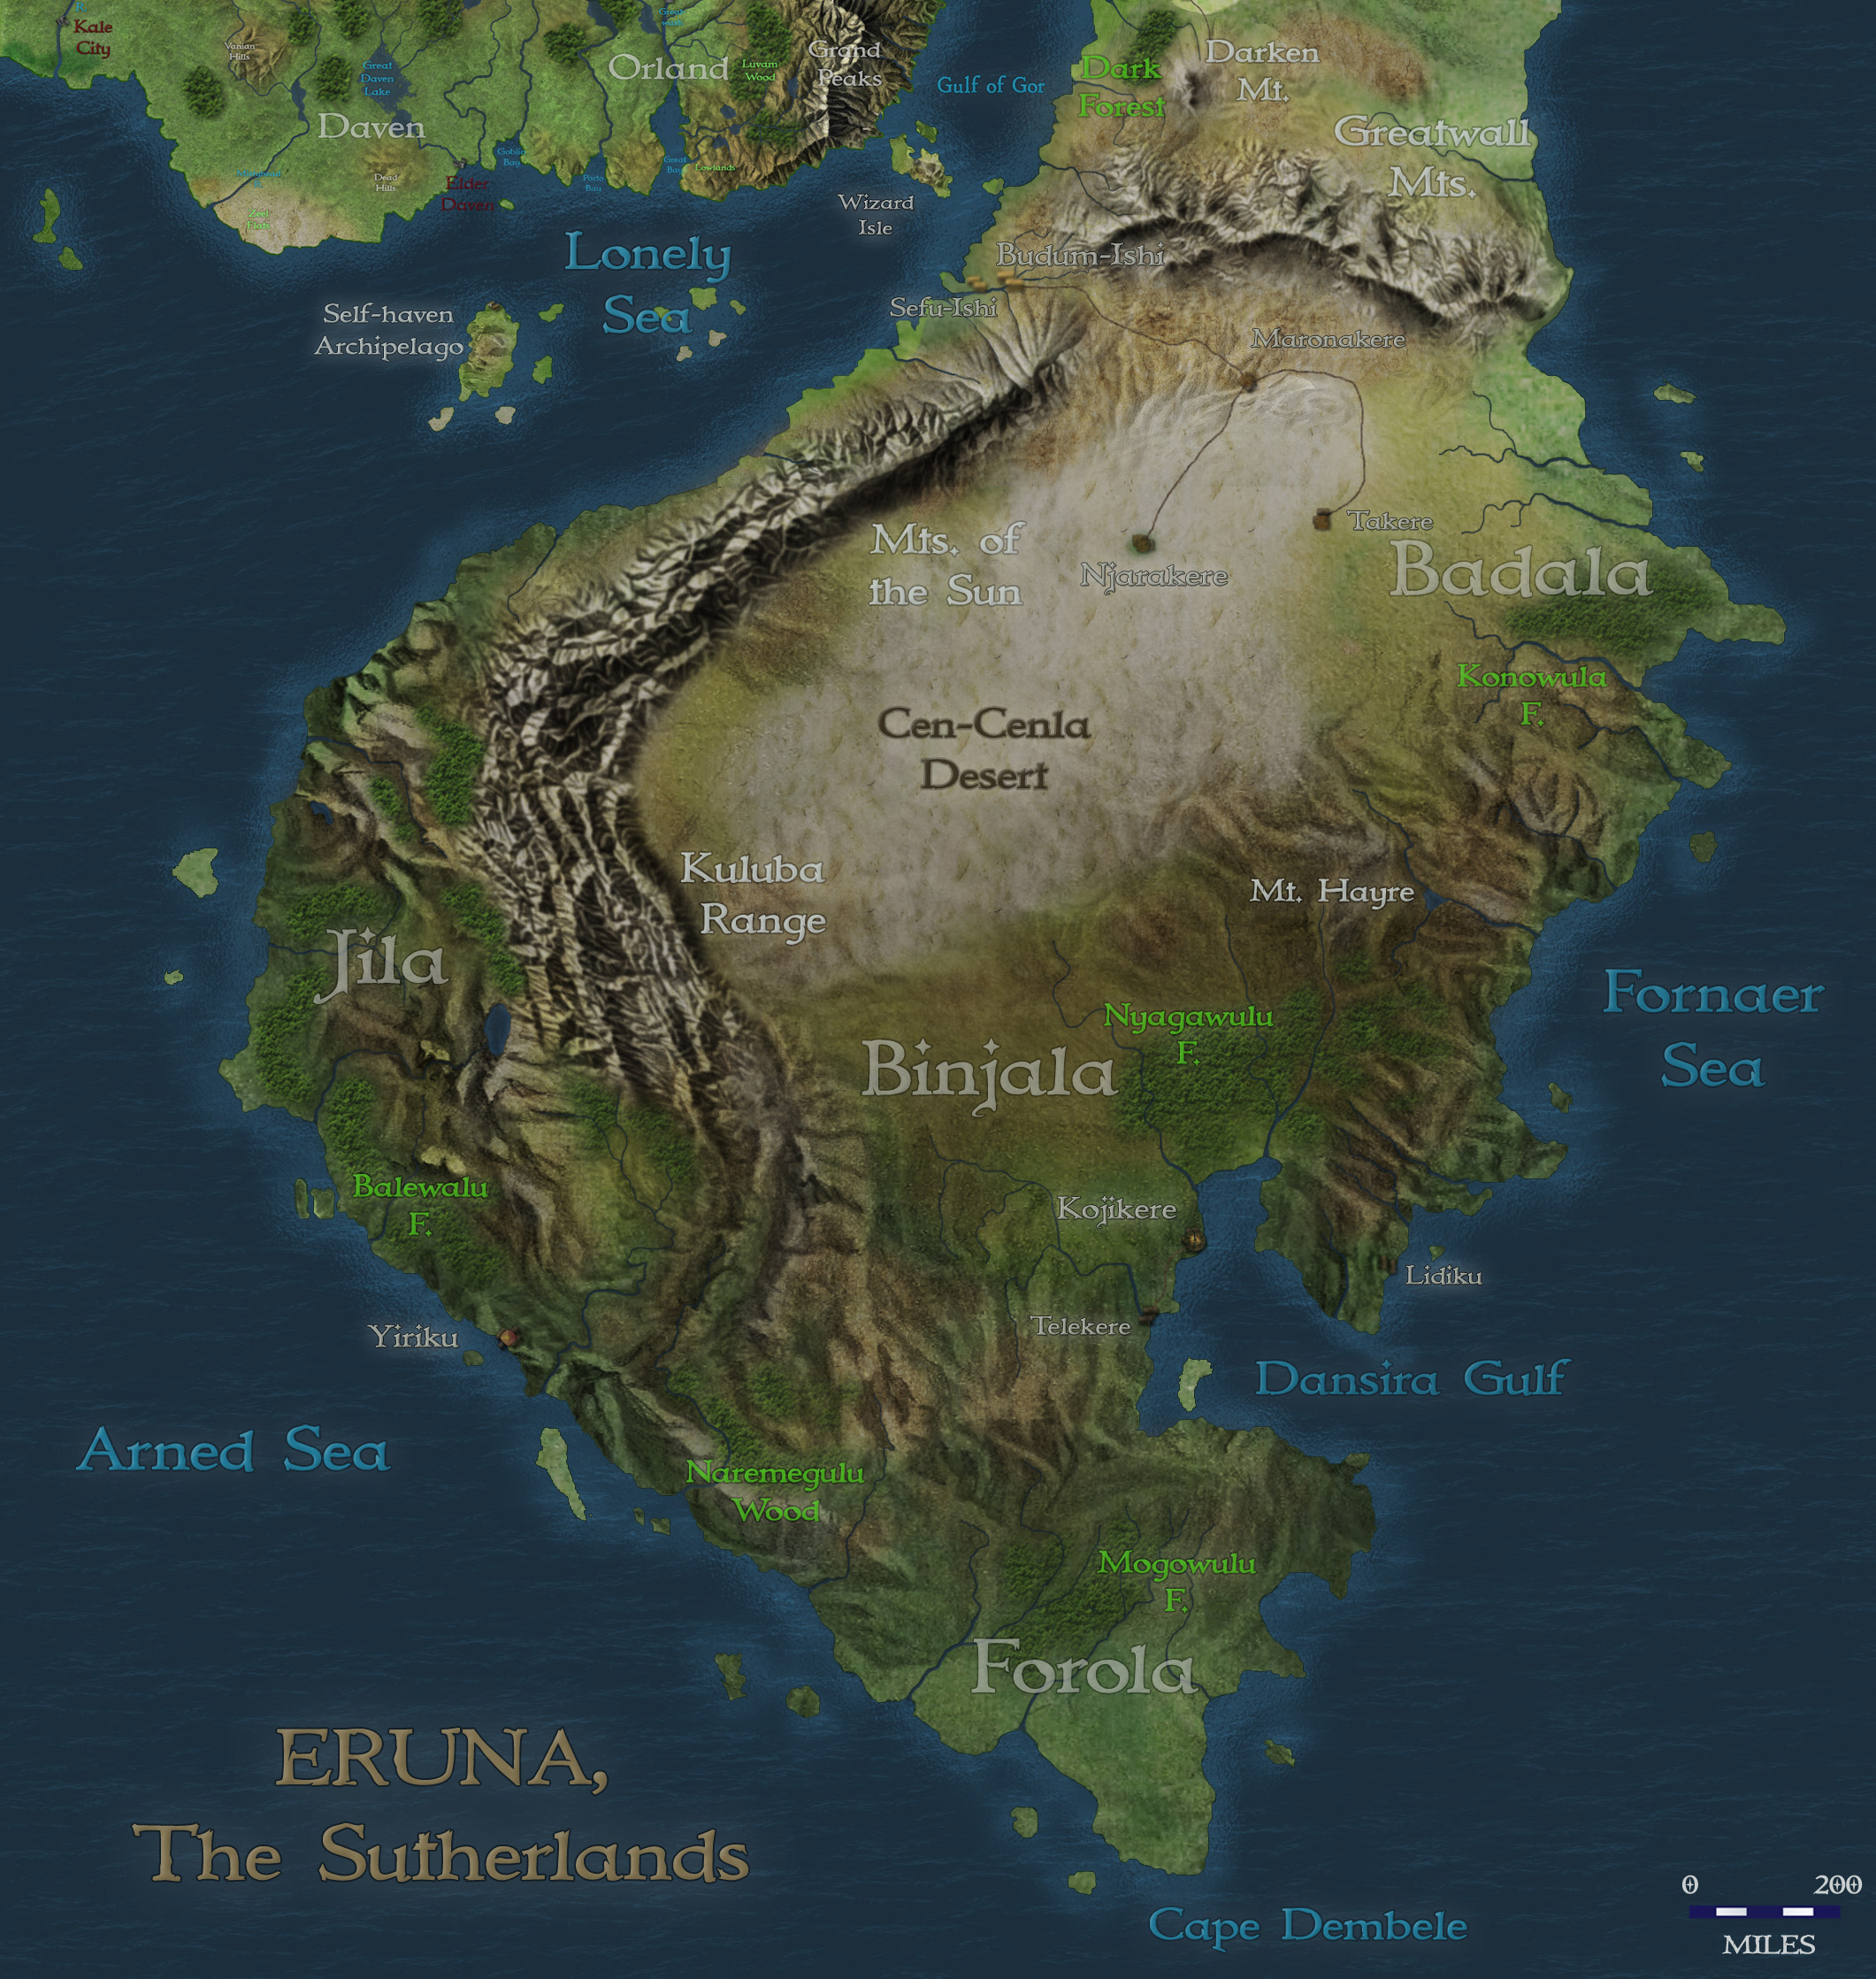 Kale
City
Vanian
Hills
Great
Daven
Lake
Daven
Orland
Luvam
Wood
Grand
Peaks
Gulf of Gor
Dark
Forest
Darken
Mt.
Greatwall
Mts.
Goblin
Bay
Porto
Bay
Great
Bay
Lowlands
Dead
Hills
Elder
Daven
Zeel
Flats
Wizard
Isle
Lonely
Sea
Self-haven
Archipelago
Budum-Ishi
Sefu-Ishi
Maronakere
Mts. of
the Sun
Njarakere
Takere
Badala
Konowula
F.
Cen-Cenla
Desert
Kuluba
Range
Mt. Hayre
Jila
Fornaer
Sea
Nyagawulu
F.
Binjala
Balewalu
F.
Kojikere
Lidiku
Yiriku
Telekere
Dansira Gulf
Arned Sea
Naremegulu
Wood
Mogowulu
F.
Forola
ERUNA,
The Sutherlands
0 200
MILES
Cape Dembele